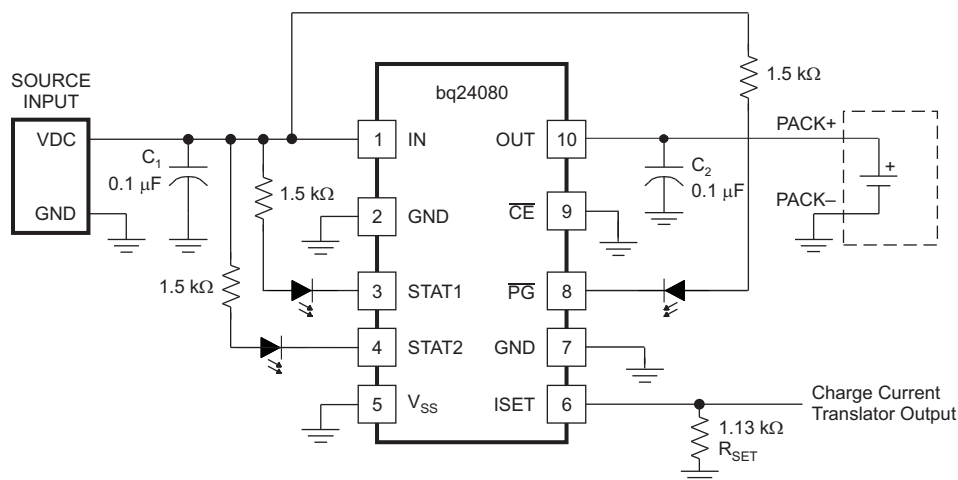 SOURCE
INPUT
VDC
GND
C1
0.1 μF
1.5 kΩ
1.5 kΩ
bq24080
1
IN
2
GND
3
STAT1
4
STAT2
5
VSS
OUT
10
CE
9
PG
8
GND
7
ISET
6
1.5 kΩ
C2
0.1 μF
PACK+
PACK–
+
Charge Current
Translator Output
1.13 kΩ
RSET